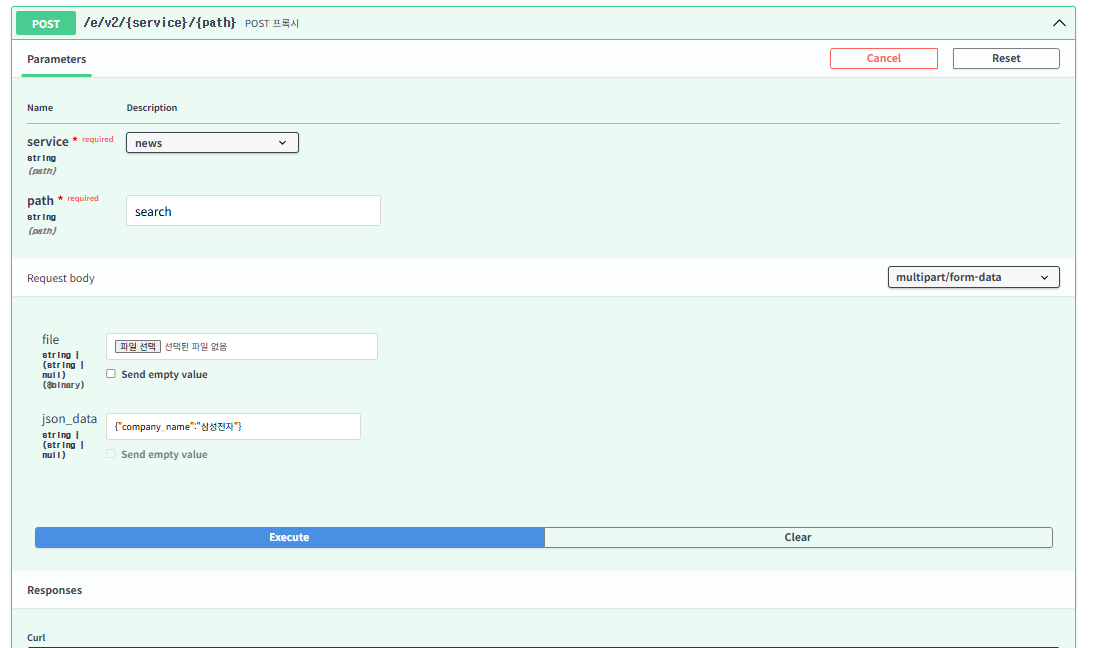 POST /e/v2/{service}/{path} POST 프록시
Parameters Cancel Reset
Name Description
service * required news
string
(path)
path * required search
string
(path)
Request body multipart/form-data
file 파일 선택 선택된 파일 없음
string |
(string |
null)
($binary)
Send empty value
json_data {"company_name":"삼성전자"}
string |
(string |
null)
Send empty value
Execute Clear
Responses
Curl